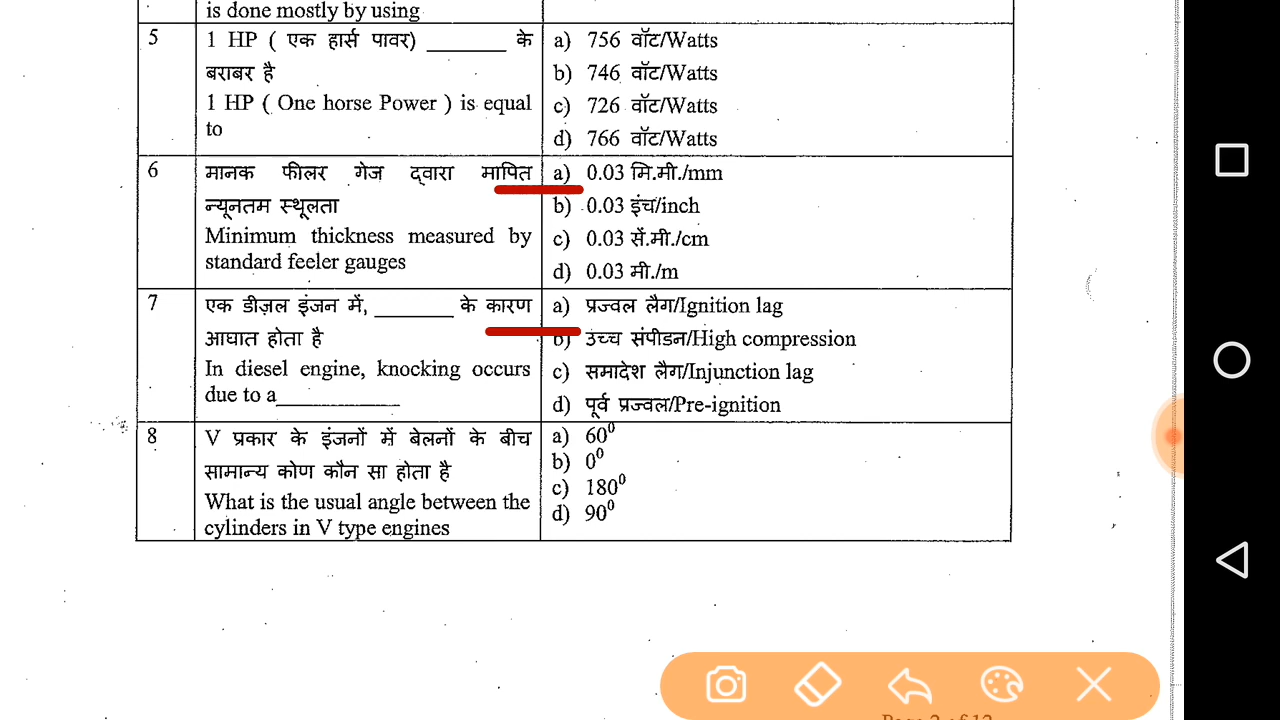 is done mostly by using
5
1 HP ( एक हार्स पावर) ________ के
बराबर है
1 HP ( One horse Power ) is equal
to
a) 756 वॉट/Watts
b) 746 वॉट/Watts
c) 726 वॉट/Watts
d) 766 वॉट/Watts
6
मानक फीलर गेज द्वारा मापित
न्यूनतम स्थूलता
Minimum thickness measured by
standard feeler gauges
a) 0.03 मि.मी./mm
b) 0.03 इंच/inch
c) 0.03 सें.मी./cm
d) 0.03 मी./m
7
एक डीज़ल इंजन में, ________ के कारण
आघात होता है
In diesel engine, knocking occurs
due to a____________
a) प्रज्वल लैग/Ignition lag
b) उच्च संपीडन/High compression
c) समादेश लैग/Injunction lag
d) पूर्व प्रज्वल/Pre-ignition
8
V प्रकार के इंजनों में बेलनों के बीच
सामान्य कोण कौन सा होता है
What is the usual angle between the
cylinders in V type engines
a) 60⁰
b) 0⁰
c) 180⁰
d) 90⁰